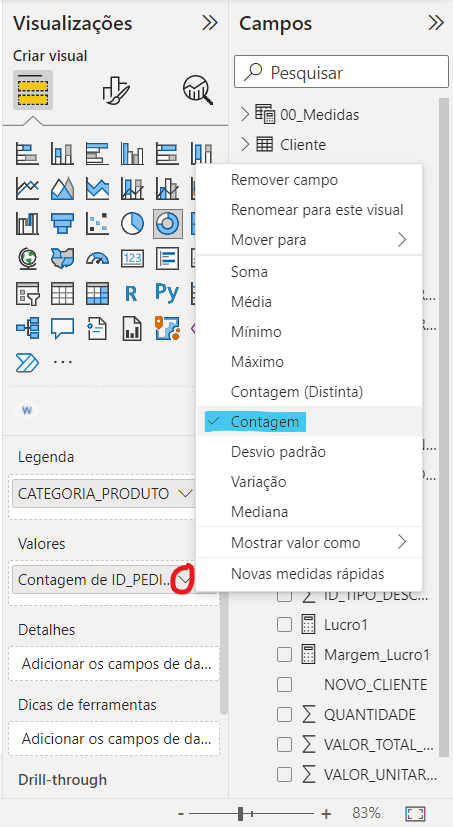 Visualizações
Criar visual
123
R
Py
...
W
Legenda
CATEGORIA_PRODUTO
Valores
Contagem de ID_PEDI...
Detalhes
Adicionar os campos de da...
Dicas de ferramentas
Adicionar os campos de da...
Drill-through
Campos
Pesquisar
00_Medidas
Cliente
Remover campo
Renomear para este visual
Mover para
Soma
Média
Mínimo
Máximo
Contagem (Distinta)
Contagem
Desvio padrão
Variação
Mediana
Mostrar valor como
Novas medidas rápidas
ID_TIPO_DESC...
Lucro1
Margem_Lucro1
NOVO_CLIENTE
QUANTIDADE
VALOR_TOTAL_...
VALOR_UNITAR...
- + 83%